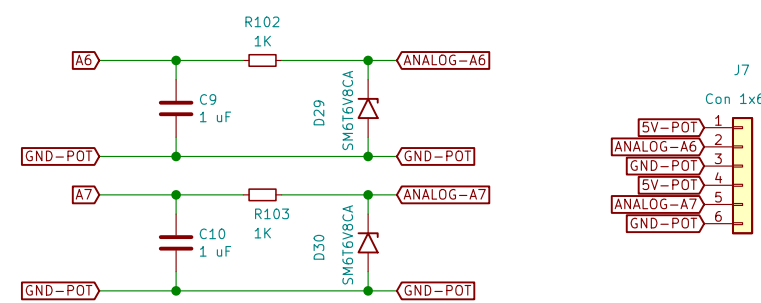 R102
1K
A6
ANALOG-A6
C9
1 uF
D29
SM6T6V8CA
GND-POT
GND-POT
A7
ANALOG-A7
R103
1K
C10
1 uF
D30
SM6T6V8CA
GND-POT
GND-POT
J7
Con 1x6
5V-POT 1
ANALOG-A6 2
GND-POT 3
5V-POT 4
ANALOG-A7 5
GND-POT 6